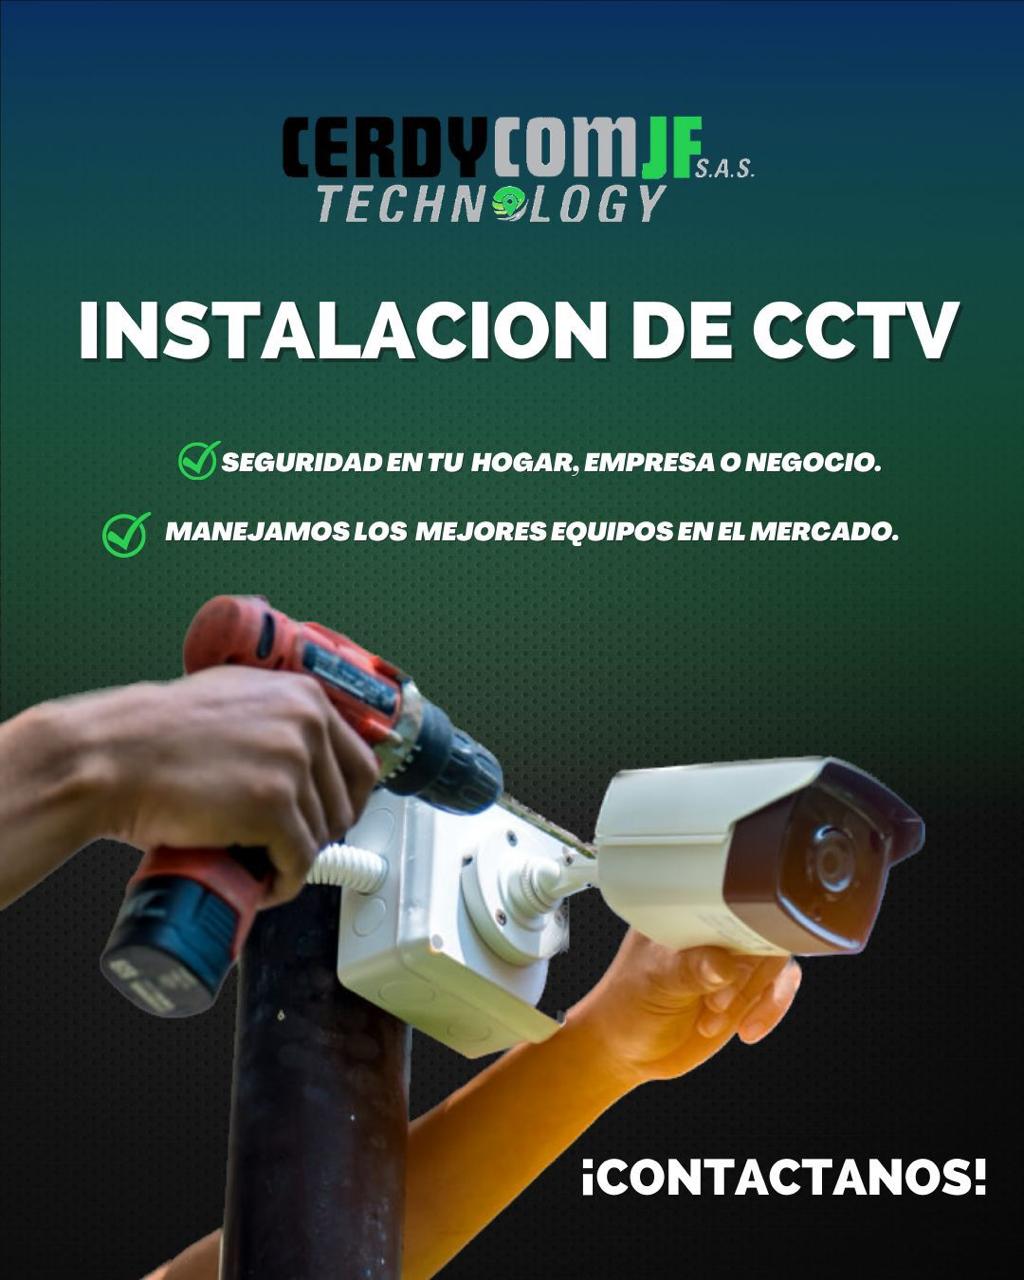 CERDYCOMJF S.A.S.
TECHNOLOGY
INSTALACION DE CCTV
SEGURIDAD EN TU HOGAR, EMPRESA O NEGOCIO.
MANEJAMOS LOS MEJORES EQUIPOS EN EL MERCADO.
¡CONTACTANOS!